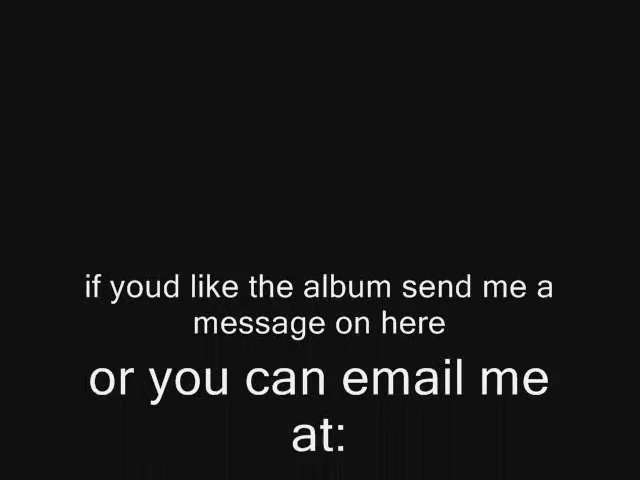 if youd like the album send me a
message on here
or you can email me
at: